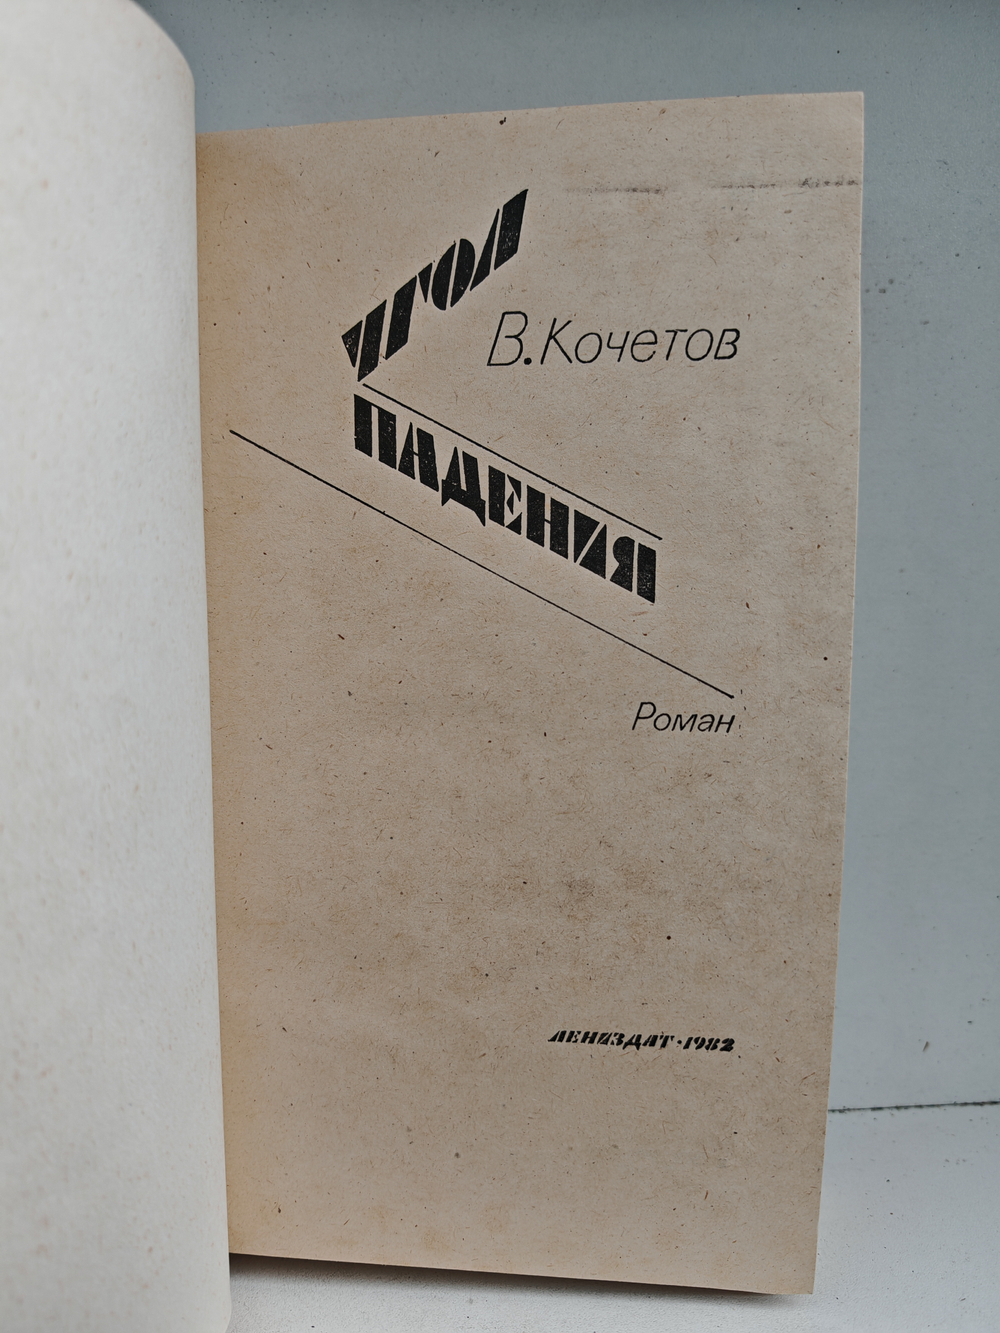 УГОЛ
В. Кочетов
ПАДЕНИЯ
Роман
ЛЕНИЗДАТ·1982